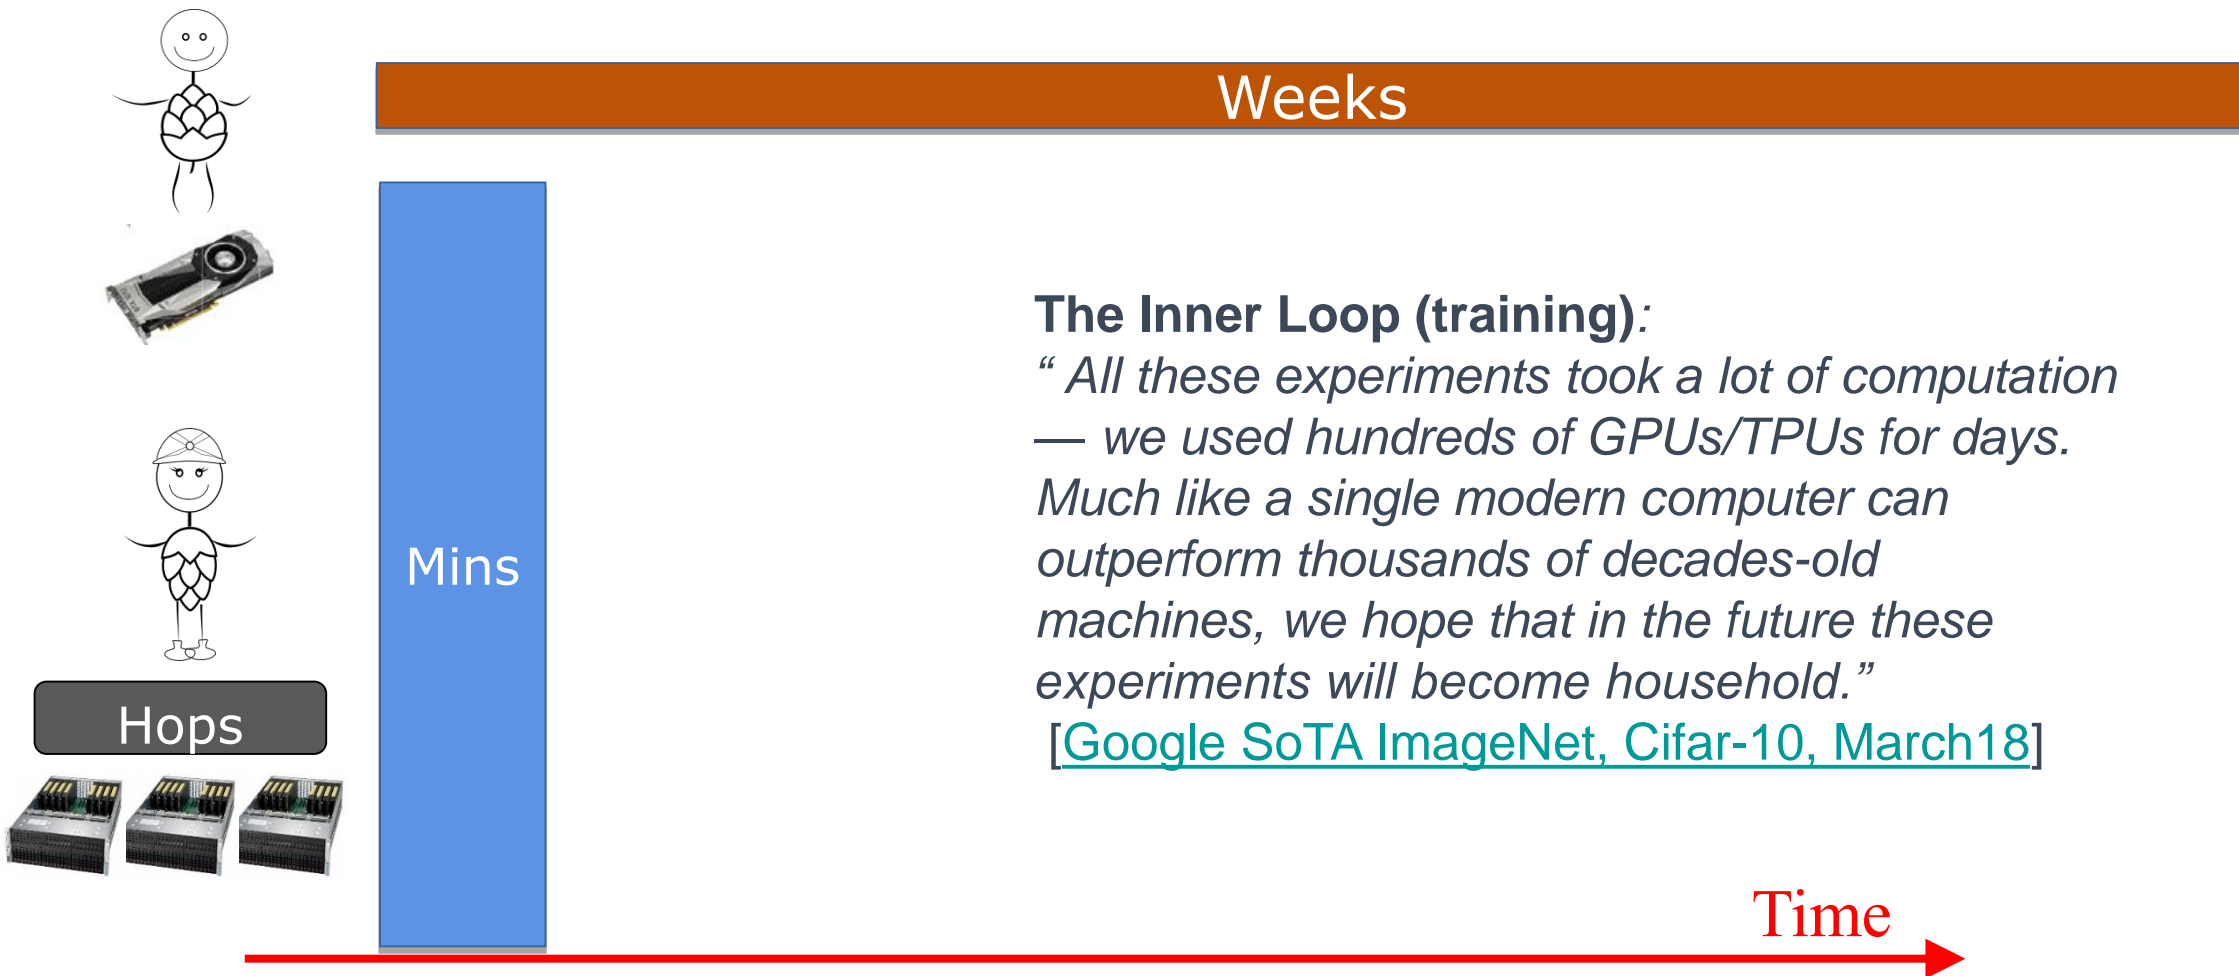 Weeks
Mins
The Inner Loop (training):
“ All these experiments took a lot of computation
— we used hundreds of GPUs/TPUs for days.
Much like a single modern computer can
outperform thousands of decades-old
machines, we hope that in the future these
experiments will become household.”
[Google SoTA ImageNet, Cifar-10, March18]
Hops
Time